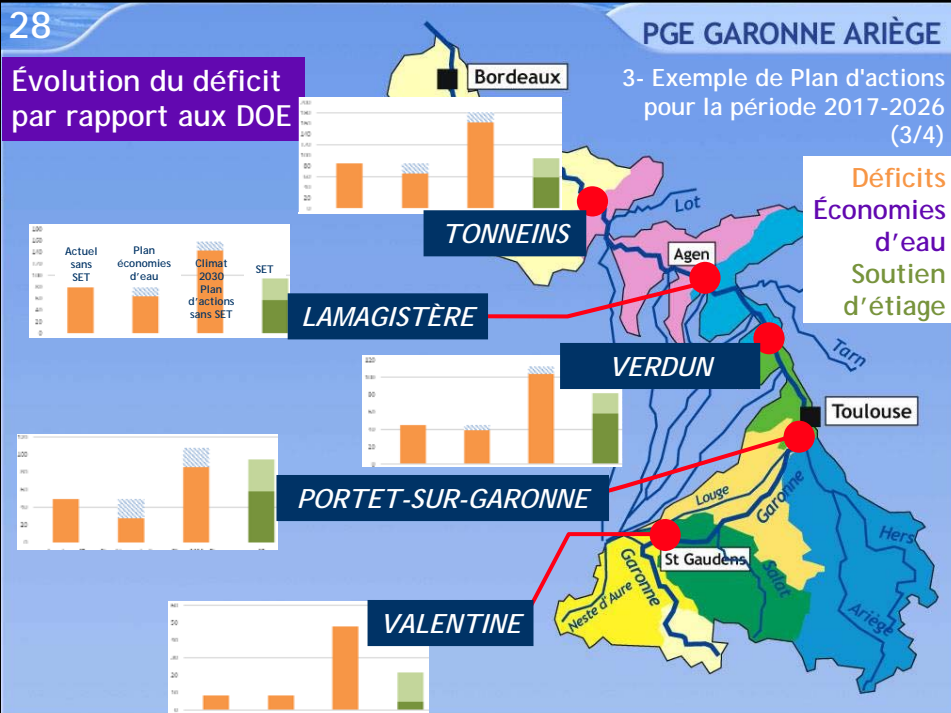 28
PGE GARONNE ARIÈGE
Évolution du déficit
par rapport aux DOE
3- Exemple de Plan d'actions
pour la période 2017-2026
(3/4)
Déficits
Économies
d’eau
Soutien
d’étiage
Bordeaux
TONNEINS
Lot
Agen
Actuel
sans
SET
Plan
économies
d’eau
Climat
2030
Plan
d’actions
sans SET
SET
LAMAGISTÈRE
VERDUN
Tarn
Toulouse
PORTET-SUR-GARONNE
Louge
Garonne
Hers
St Gaudens
Garonne
Salat
Neste d'Aure
Ariège
VALENTINE